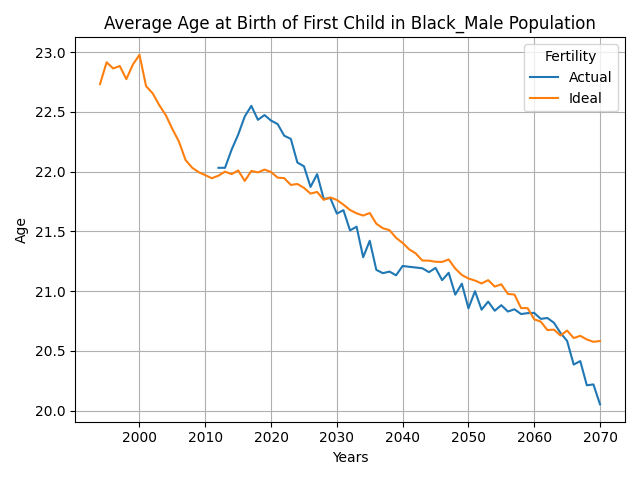 Average Age at Birth of First Child in Black_Male Population
Fertility
Actual
Ideal
Age
23.0
22.5
22.0
21.5
21.0
20.5
20.0
2000 2010 2020 2030 2040 2050 2060 2070
Years